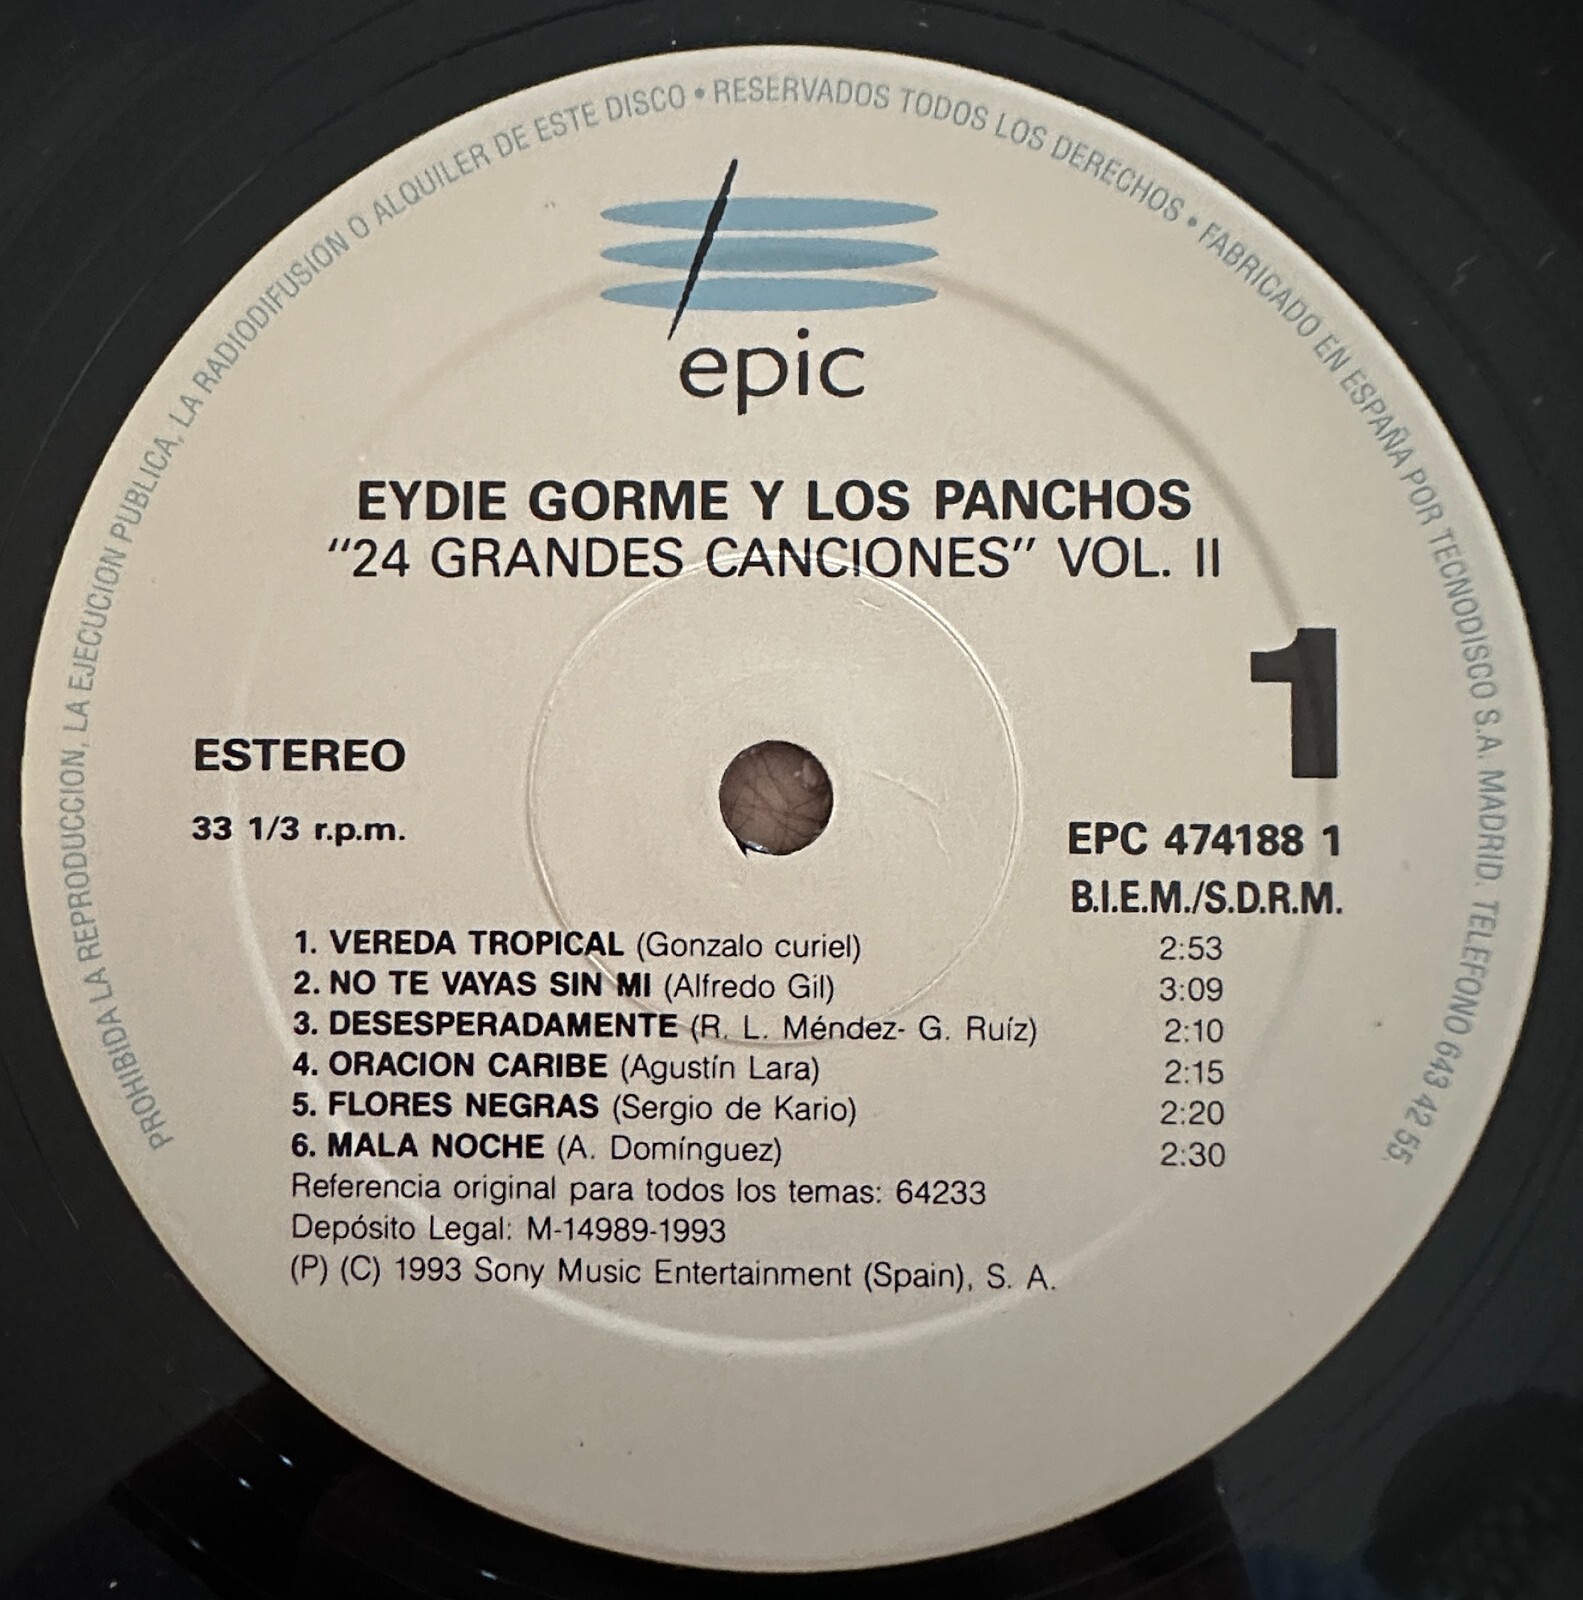 PROHIBIDA LA REPRODUCCION, LA EJECUCION PUBLICA, LA RADIODIFUSION O ALQUILER DE ESTE DISCO • RESERVADOS TODOS LOS DERECHOS • FABRICADO EN ESPAÑA POR TECNODISCO S.A. MADRID. TELEFONO 643 42 55.
epic
EYDIE GORME Y LOS PANCHOS
"24 GRANDES CANCIONES" VOL. II
1
ESTEREO
33 1/3 r.p.m.
EPC 474188 1
B.I.E.M./S.D.R.M.
1. VEREDA TROPICAL (Gonzalo curiel) 2:53
2. NO TE VAYAS SIN MI (Alfredo Gil) 3:09
3. DESESPERADAMENTE (R. L. Méndez- G. Ruíz) 2:10
4. ORACION CARIBE (Agustín Lara) 2:15
5. FLORES NEGRAS (Sergio de Kario) 2:20
6. MALA NOCHE (A. Domínguez) 2:30
Referencia original para todos los temas: 64233
Depósito Legal: M-14989-1993
(P) (C) 1993 Sony Music Entertainment (Spain), S. A.